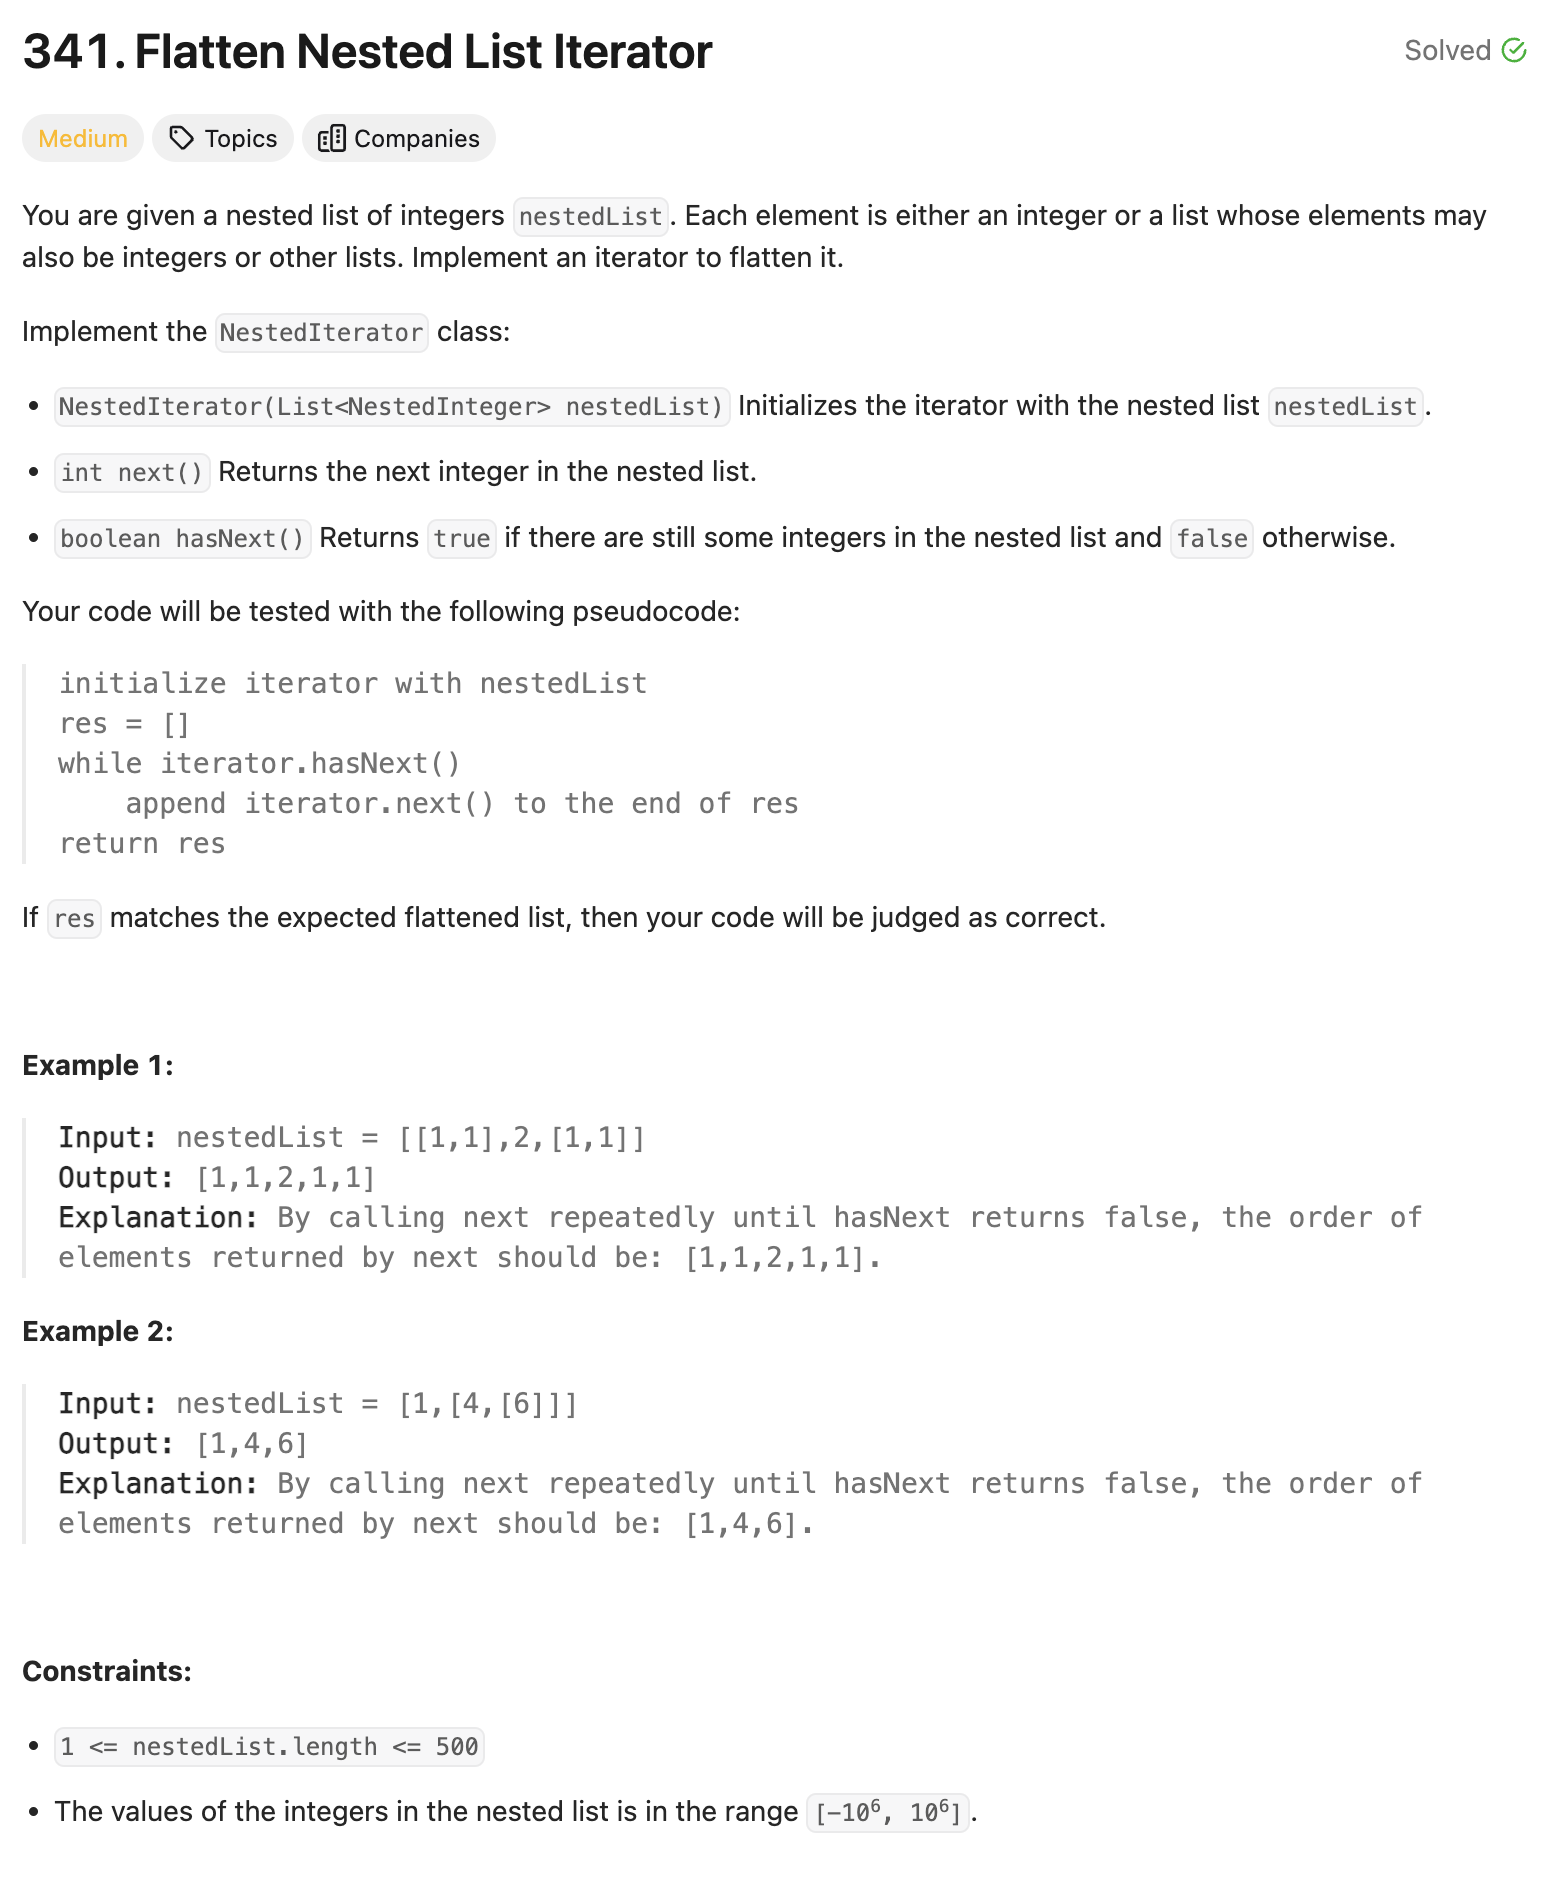 341. Flatten Nested List Iterator
Solved
Medium
Topics
Companies
You are given a nested list of integers nestedList. Each element is either an integer or a list whose elements may
also be integers or other lists. Implement an iterator to flatten it.
Implement the NestedIterator class:
• NestedIterator(List<NestedInteger> nestedList) Initializes the iterator with the nested list nestedList.
• int next() Returns the next integer in the nested list.
• boolean hasNext() Returns true if there are still some integers in the nested list and false otherwise.
Your code will be tested with the following pseudocode:
initialize iterator with nestedList
res = []
while iterator.hasNext()
    append iterator.next() to the end of res
return res
If res matches the expected flattened list, then your code will be judged as correct.
Example 1:
Input: nestedList = [[1,1],2,[1,1]]
Output: [1,1,2,1,1]
Explanation: By calling next repeatedly until hasNext returns false, the order of
elements returned by next should be: [1,1,2,1,1].
Example 2:
Input: nestedList = [1,[4,[6]]]
Output: [1,4,6]
Explanation: By calling next repeatedly until hasNext returns false, the order of
elements returned by next should be: [1,4,6].
Constraints:
• 1 <= nestedList.length <= 500
• The values of the integers in the nested list is in the range [-10⁶, 10⁶].